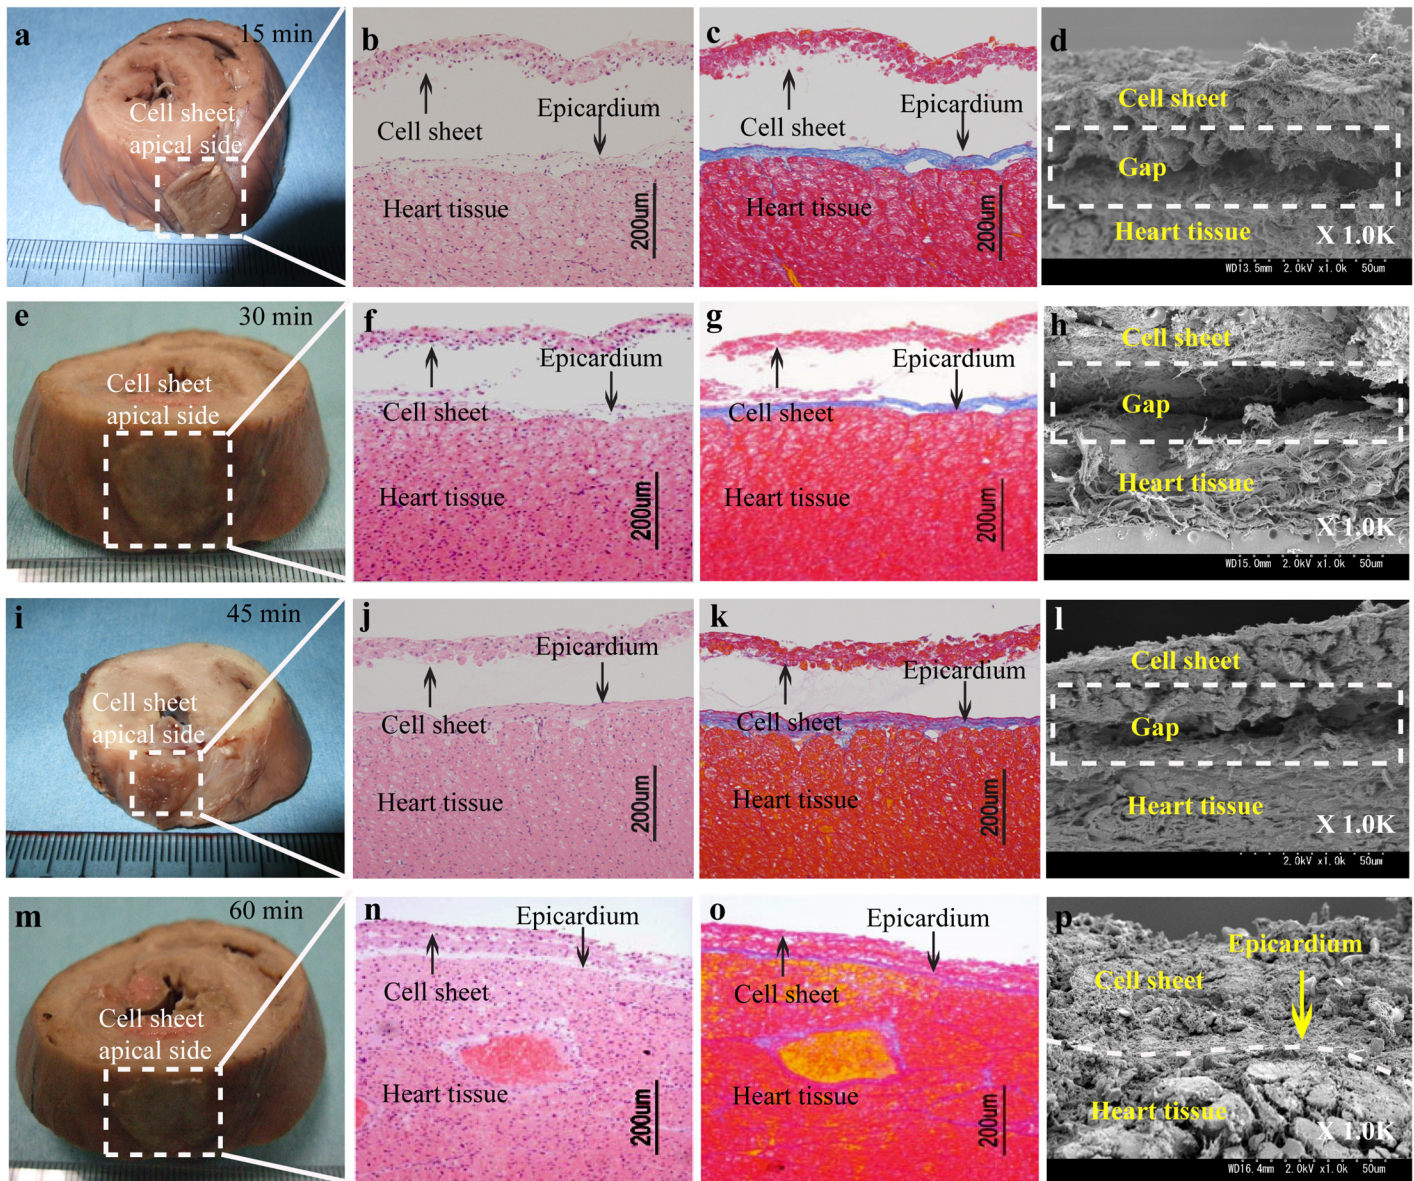 a
15 min
Cell sheet
apical side
b
Epicardium
Cell sheet
Heart tissue
200um
c
Epicardium
Cell sheet
Heart tissue
200um
d
Cell sheet
Gap
Heart tissue
X 1.0K
WD13.5mm 2.0kV x1.0k 50um
e
30 min
Cell sheet
apical side
f
Epicardium
Cell sheet
Heart tissue
200um
g
Epicardium
Cell sheet
Heart tissue
200um
h
Cell sheet
Gap
Heart tissue
X 1.0K
WD15.0mm 2.0kV x1.0k 50um
i
45 min
Cell sheet
apical side
j
Epicardium
Cell sheet
Heart tissue
200um
k
Epicardium
Cell sheet
Heart tissue
200um
l
Cell sheet
Gap
Heart tissue
X 1.0K
2.0kV x1.0k 50um
m
60 min
Cell sheet
apical side
n
Epicardium
Cell sheet
Heart tissue
200um
o
Epicardium
Cell sheet
Heart tissue
200um
p
Epicardium
Cell sheet
Heart tissue
X 1.0K
WD16.4mm 2.0kV x1.0k 50um